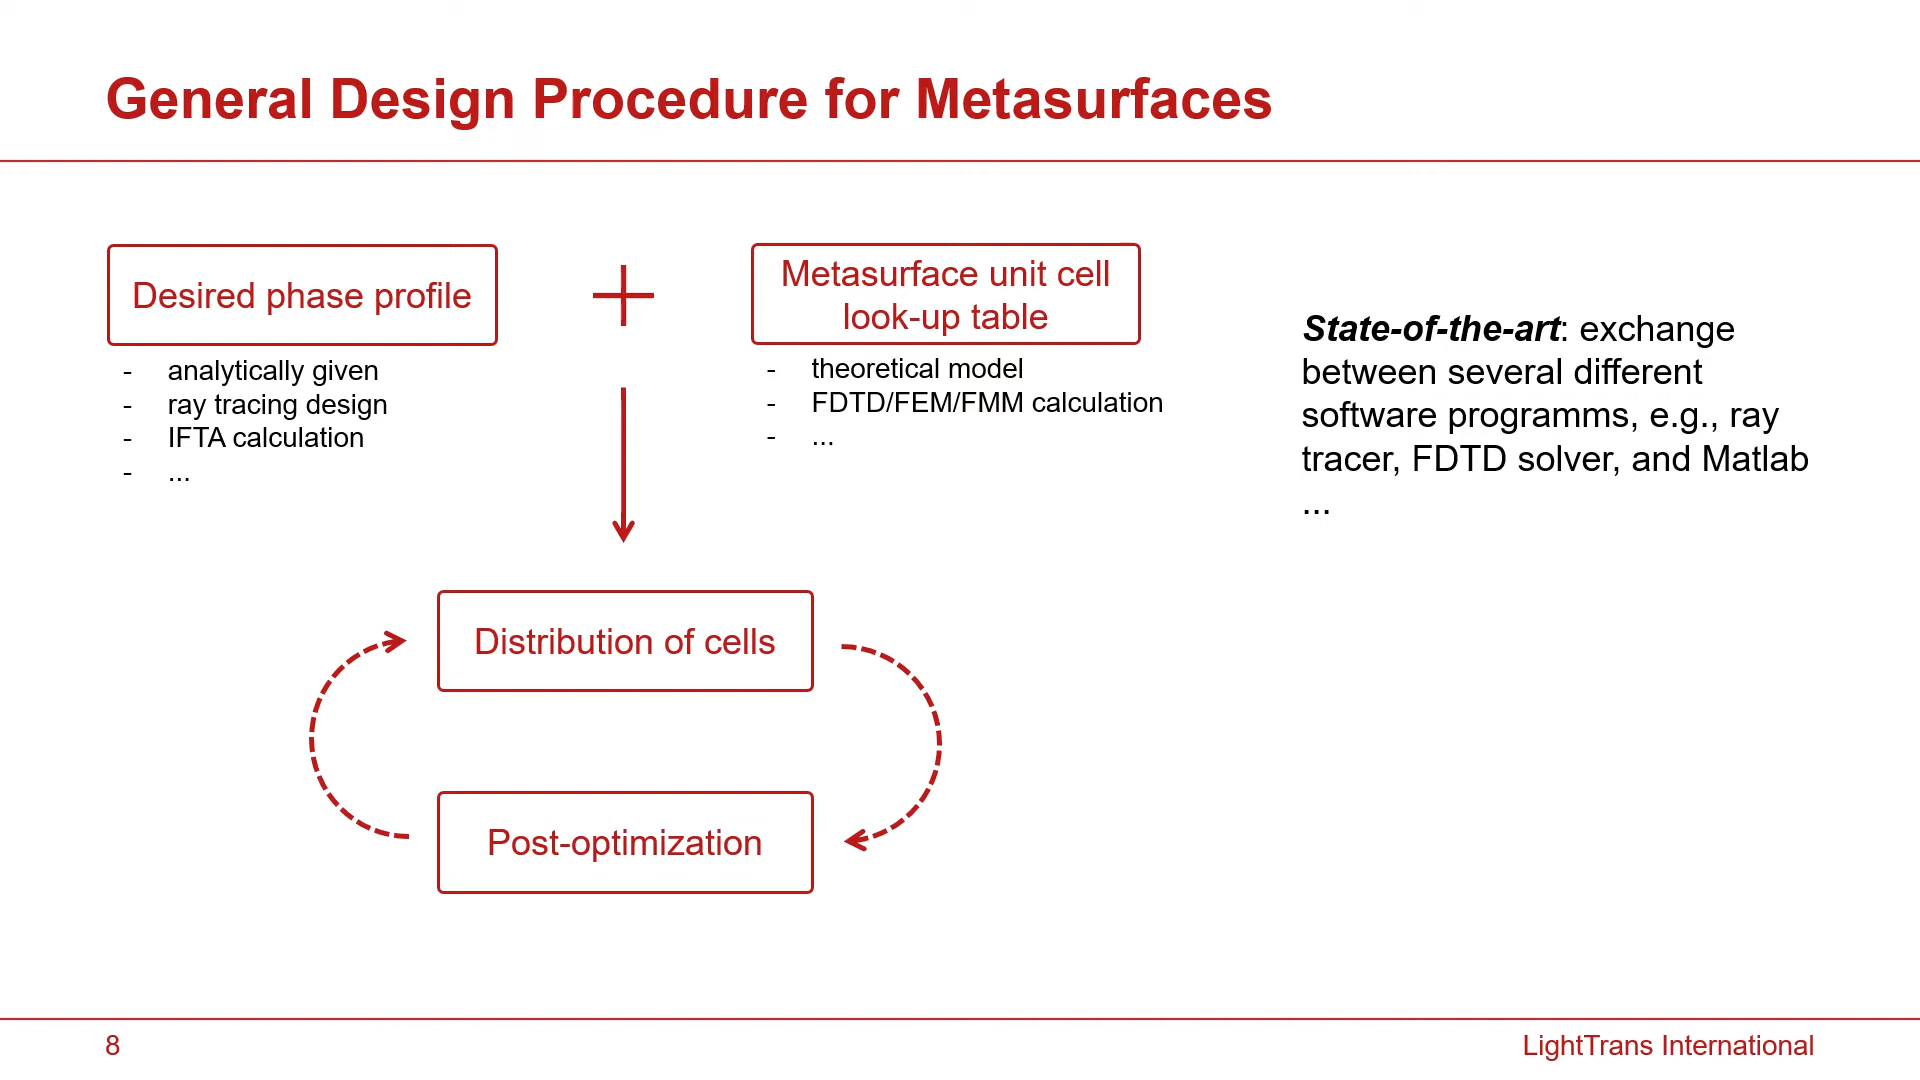 General Design Procedure for Metasurfaces
Desired phase profile
- analytically given
- ray tracing design
- IFTA calculation
- ...
Metasurface unit cell
look-up table
- theoretical model
- FDTD/FEM/FMM calculation
- ...
State-of-the-art: exchange
between several different
software programms, e.g., ray
tracer, FDTD solver, and Matlab
...
Distribution of cells
Post-optimization
8
LightTrans International